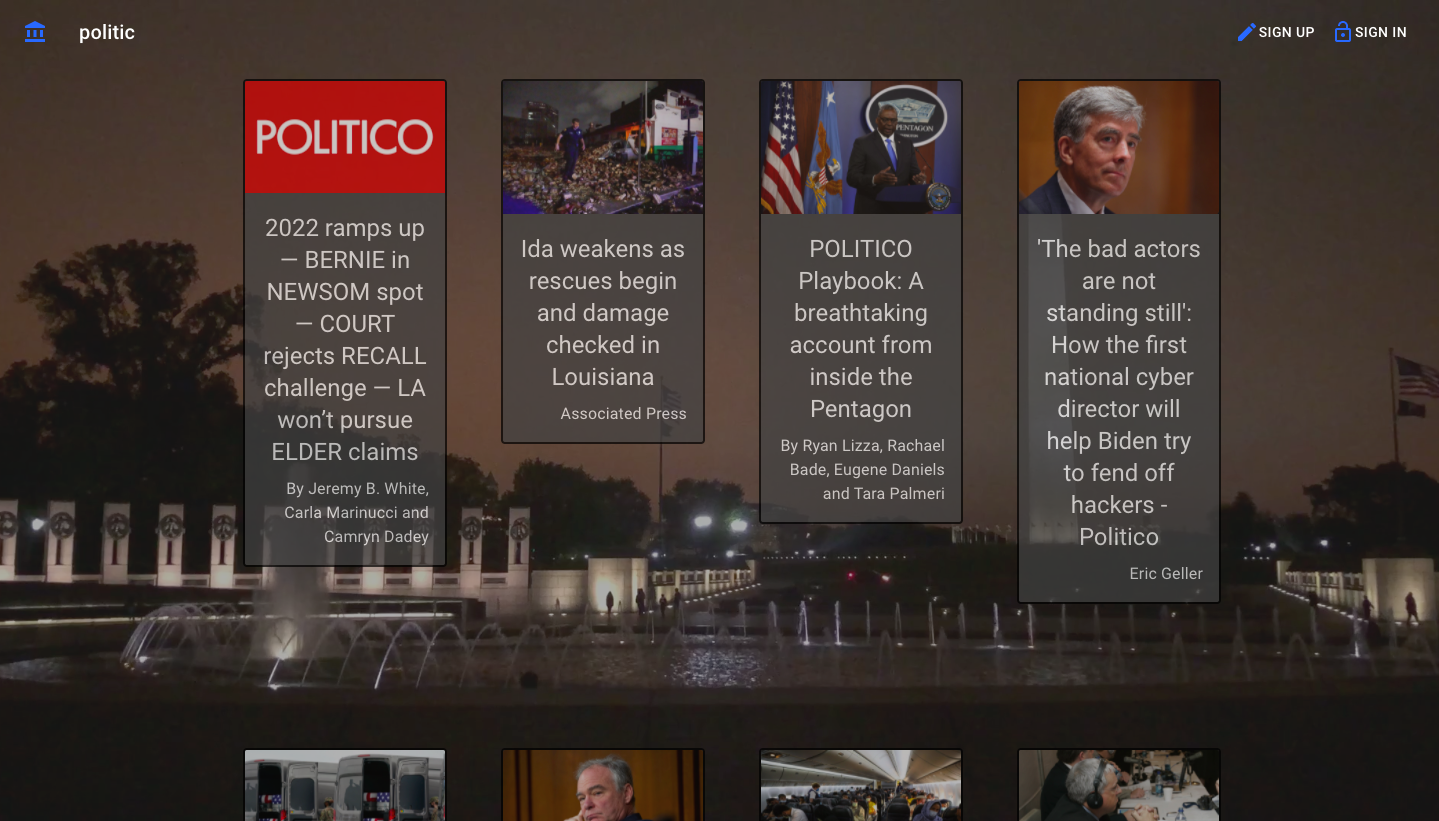 politic
SIGN UP
SIGN IN
POLITICO
2022 ramps up
— BERNIE in
NEWSOM spot
— COURT
rejects RECALL
challenge — LA
won’t pursue
ELDER claims
By Jeremy B. White,
Carla Marinucci and
Camryn Dadey
Ida weakens as
rescues begin
and damage
checked in
Louisiana
Associated Press
PENTAGON
POLITICO
Playbook: A
breathtaking
account from
inside the
Pentagon
By Ryan Lizza, Rachael
Bade, Eugene Daniels
and Tara Palmeri
'The bad actors
are not
standing still':
How the first
national cyber
director will
help Biden try
to fend off
hackers -
Politico
Eric Geller